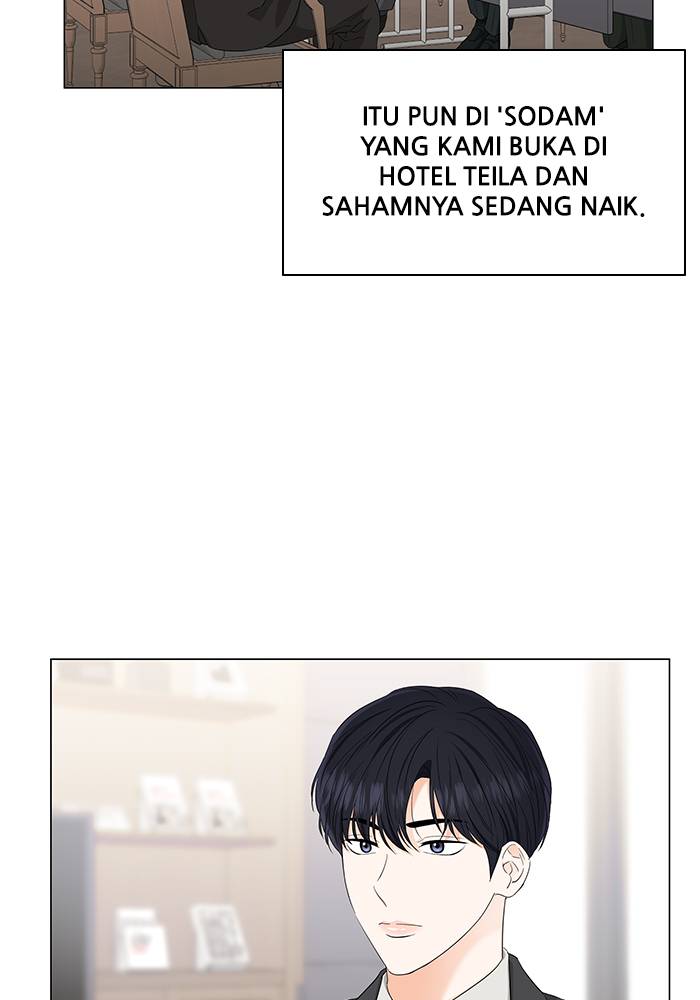 ITU PUN DI 'SODAM'
YANG KAMI BUKA DI
HOTEL TEILA DAN
SAHAMNYA SEDANG NAIK.